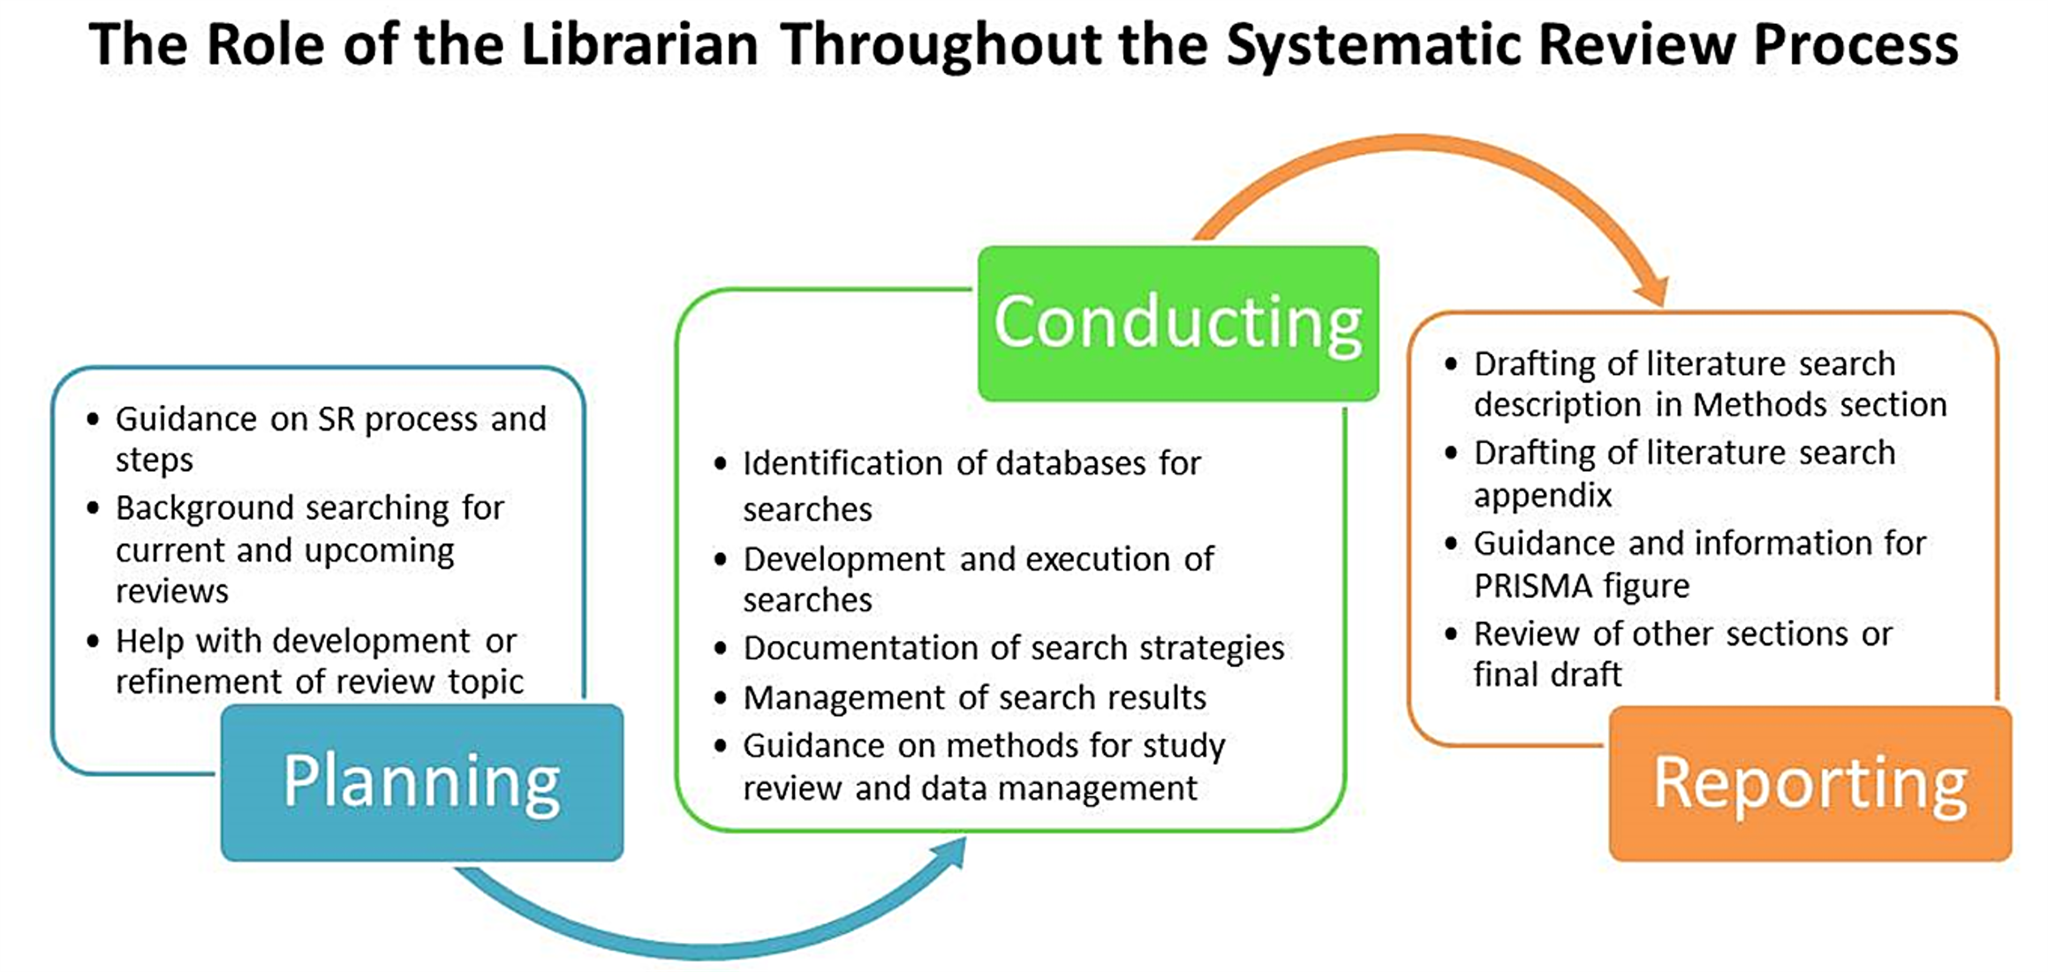 The Role of the Librarian Throughout the Systematic Review Process
• Guidance on SR process and
steps
• Background searching for
current and upcoming
reviews
• Help with development or
refinement of review topic
Planning
Conducting
• Identification of databases for
searches
• Development and execution of
searches
• Documentation of search strategies
• Management of search results
• Guidance on methods for study
review and data management
• Drafting of literature search
description in Methods section
• Drafting of literature search
appendix
• Guidance and information for
PRISMA figure
• Review of other sections or
final draft
Reporting